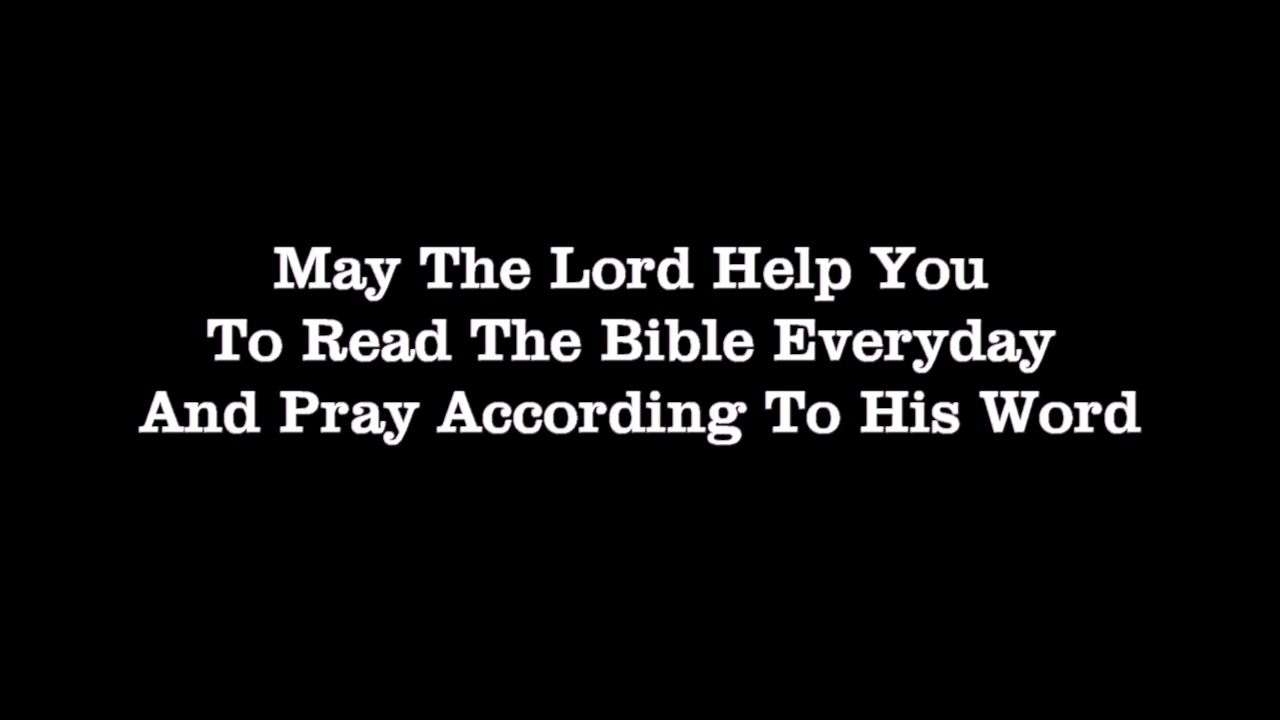 May The Lord Help You
To Read The Bible Everyday
And Pray According To His Word